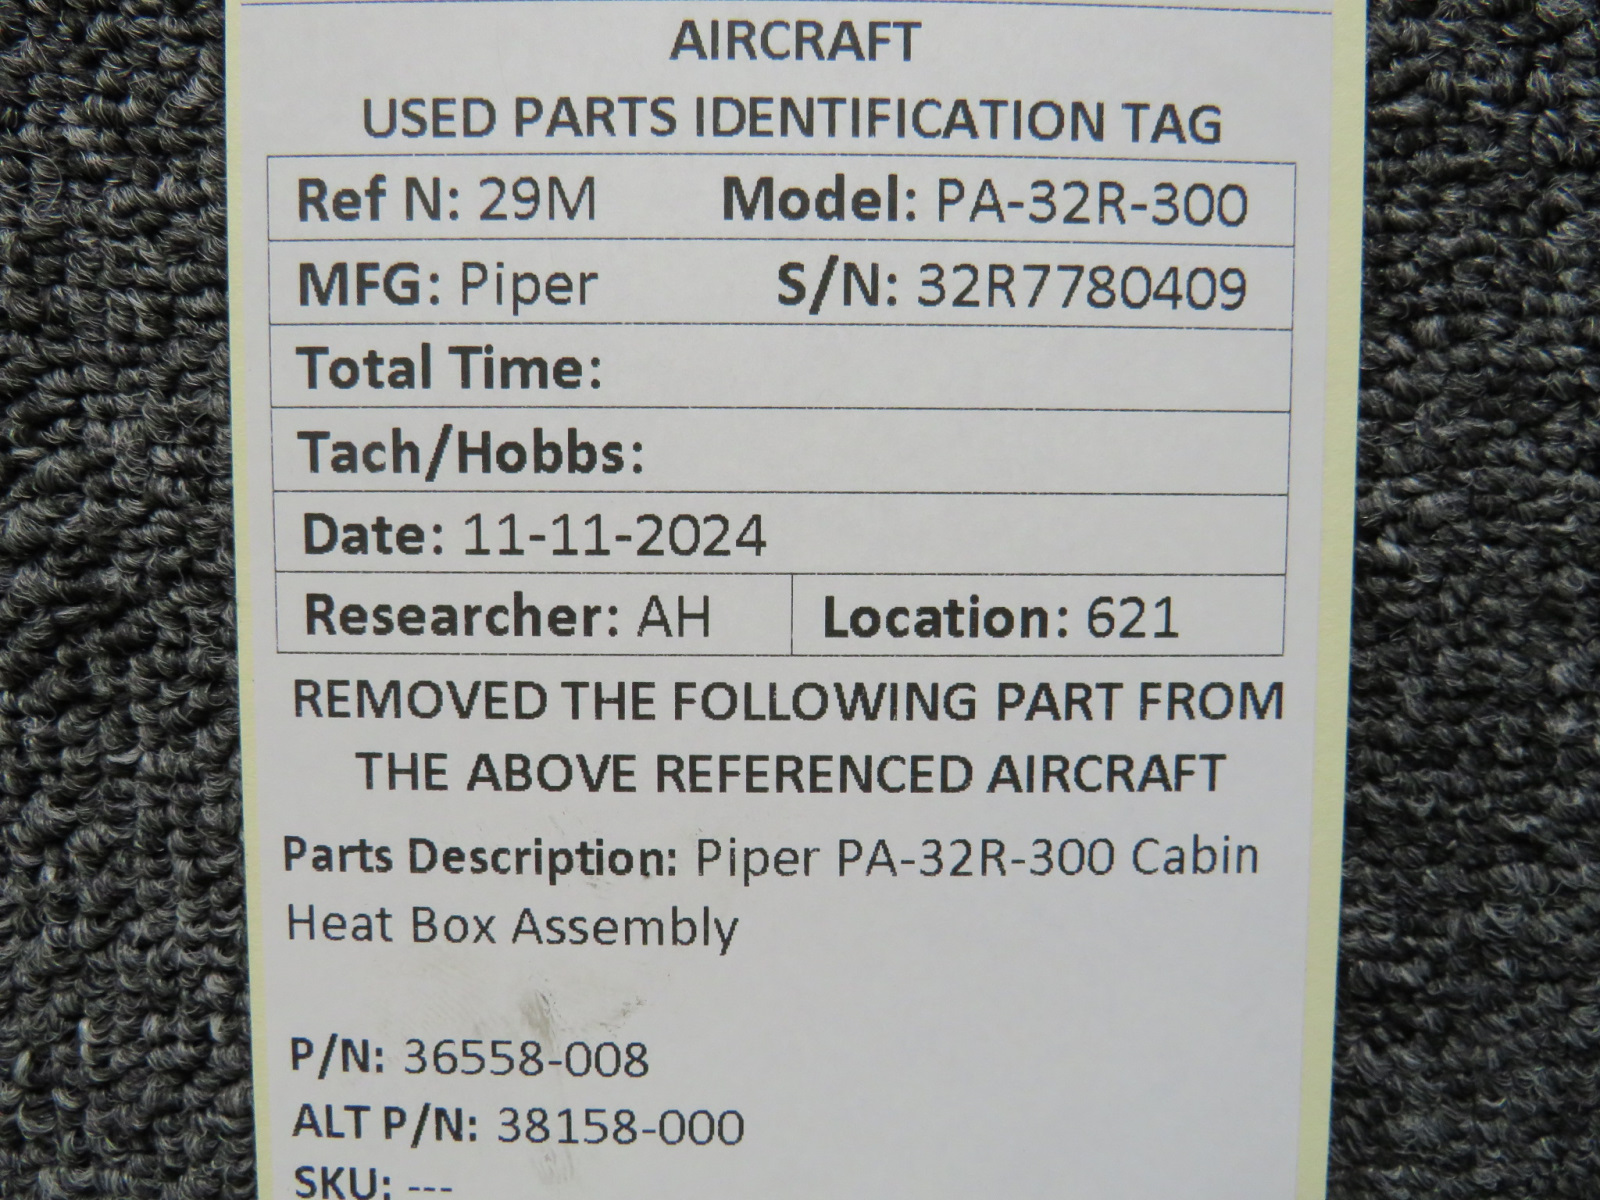 AIRCRAFT
USED PARTS IDENTIFICATION TAG
Ref N: 29M Model: PA-32R-300
MFG: Piper S/N: 32R7780409
Total Time:
Tach/Hobbs:
Date: 11-11-2024
Researcher: AH Location: 621
REMOVED THE FOLLOWING PART FROM
THE ABOVE REFERENCED AIRCRAFT
Parts Description: Piper PA-32R-300 Cabin
Heat Box Assembly
P/N: 36558-008
ALT P/N: 38158-000
SKU: ---